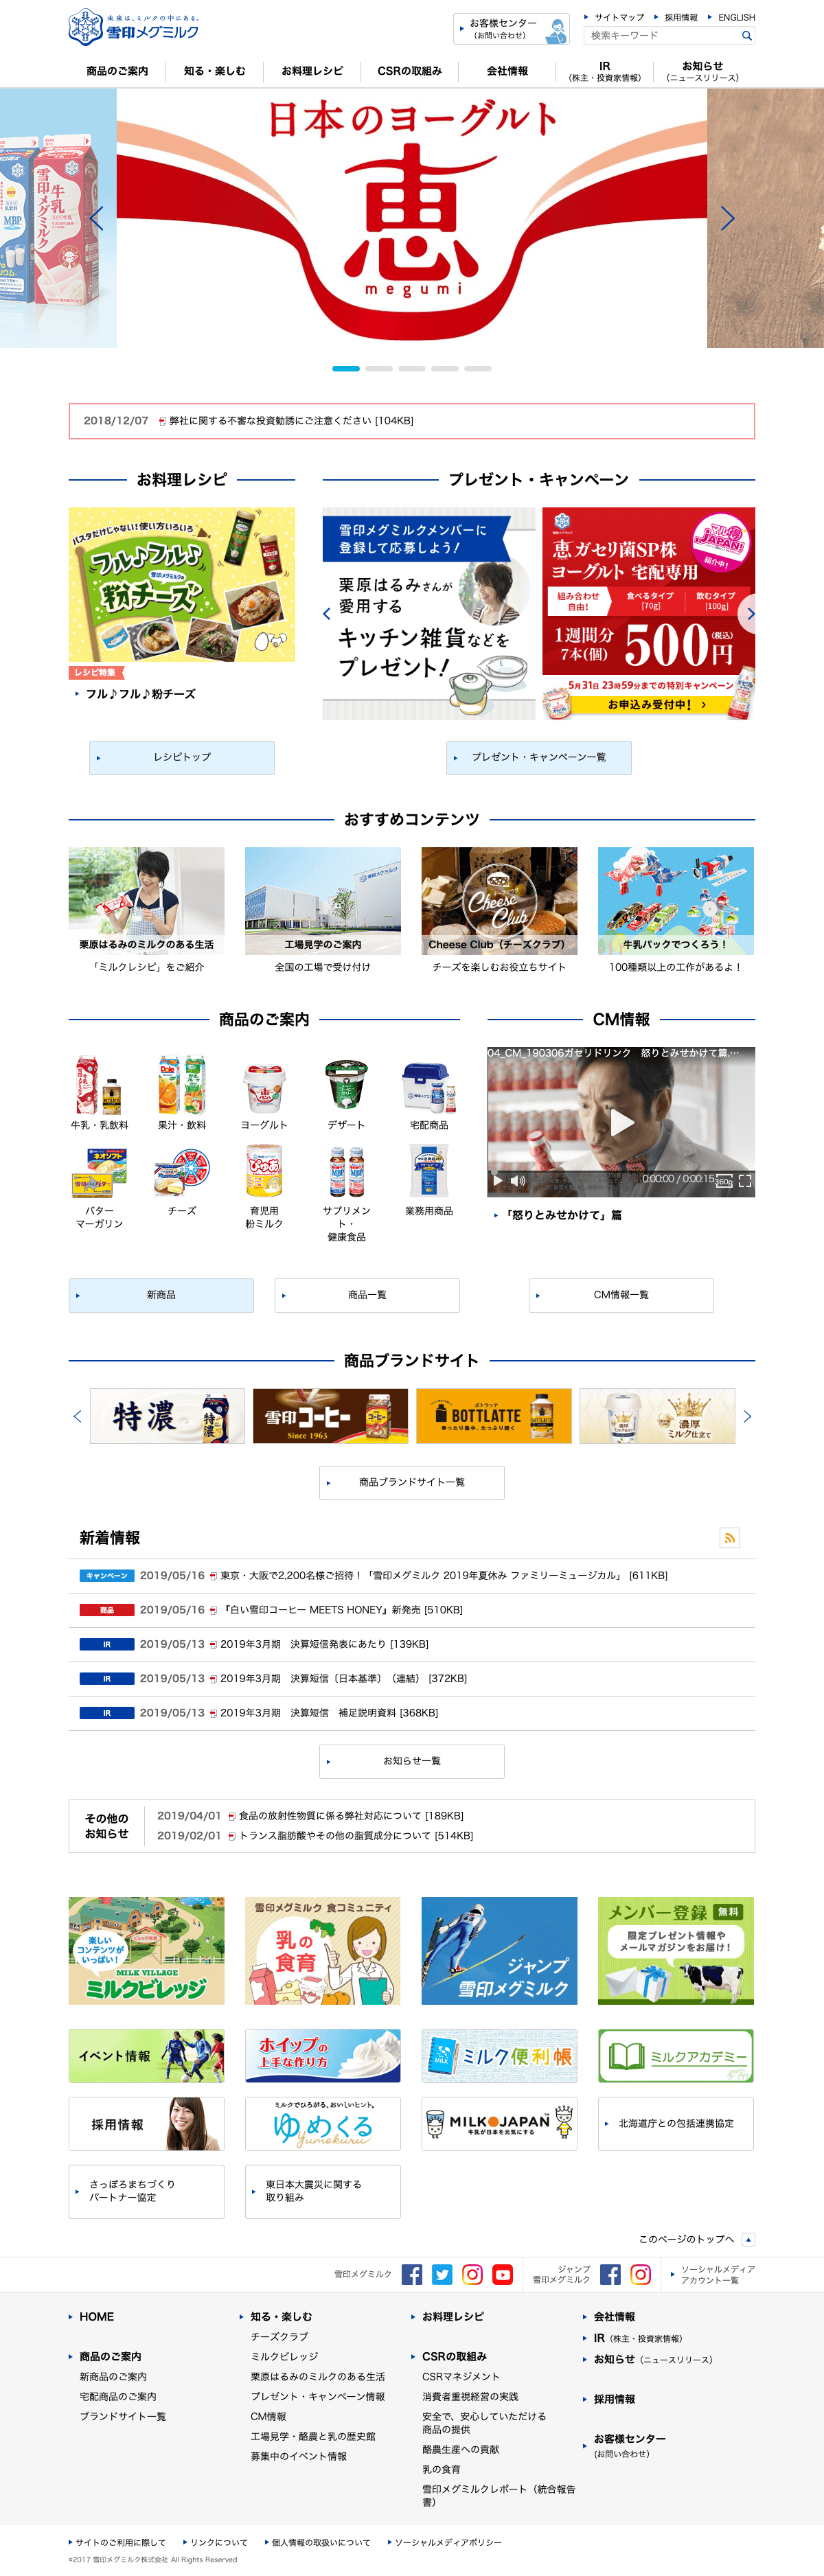 未来は、ミルクの中にある。
雪印メグミルク
お客様センター
（お問い合わせ）
サイトマップ
採用情報
ENGLISH
検索キーワード
商品のご案内
知る・楽しむ
お料理レシピ
CSRの取組み
会社情報
IR
（株主・投資家情報）
お知らせ
（ニュースリリース）
日本のヨーグルト
恵
megumi
牛乳
雪印メグミルク
MBP
2018/12/07 弊社に関する不審な投資勧誘にご注意ください [104KB]
お料理レシピ
パスタだけじゃない！使い方いろいろ
フル♪フル♪
雪印メグミルクの
粉チーズ
レシピ特集
フル♪フル♪粉チーズ
レシピトップ
プレゼント・キャンペーン
雪印メグミルクメンバーに
登録して応募しよう！
栗原はるみさんが
愛用する
キッチン雑貨などを
プレゼント！
マル得
JAPAN
紹介中！
恵 ガセリ菌SP株
ヨーグルト 宅配専用
組み合わせ
自由！
食べるタイプ
[70g]
飲むタイプ
[100g]
1週間分
7本(個)
500円
(税込)
5月31日 23時59分までの特別キャンペーン
お申込み受付中！
プレゼント・キャンペーン一覧
おすすめコンテンツ
栗原はるみのミルクのある生活
「ミルクレシピ」をご紹介
雪印メグミルク
工場見学のご案内
全国の工場で受け付け
Cheese Club
Cheese Club（チーズクラブ）
チーズを楽しむお役立ちサイト
牛乳パックでつくろう！
100種類以上の工作があるよ！
商品のご案内
牛乳・乳飲料
果汁・飲料
ヨーグルト
デザート
宅配商品
バター
マーガリン
チーズ
育児用
粉ミルク
サプリメン
ト・
健康食品
業務用商品
新商品
商品一覧
CM情報
04_CM_190306ガセリドリンク　怒りとみせかけて篇.…
0:00:00 / 0:00:15
360p
「怒りとみせかけて」篇
CM情報一覧
商品ブランドサイト
特濃
雪印コーヒー
Since 1963
ボトラッテ
BOTTLATTE
ゆったり集中、たっぷり続く
濃厚
ミルク仕立て
商品ブランドサイト一覧
新着情報
キャンペーン 2019/05/16 東京・大阪で2,200名様ご招待！「雪印メグミルク 2019年夏休み ファミリーミュージカル」 [611KB]
商品 2019/05/16 『白い雪印コーヒー MEETS HONEY』新発売 [510KB]
IR 2019/05/13 2019年3月期　決算短信発表にあたり [139KB]
IR 2019/05/13 2019年3月期　決算短信〔日本基準〕（連結） [372KB]
IR 2019/05/13 2019年3月期　決算短信　補足説明資料 [368KB]
お知らせ一覧
その他の
お知らせ
2019/04/01 食品の放射性物質に係る弊社対応について [189KB]
2019/02/01 トランス脂肪酸やその他の脂質成分について [514KB]
楽しい
コンテンツが
いっぱい！
MILK VILLAGE
ミルクビレッジ
雪印メグミルク 食コミュニティ
乳の
食育
ジャンプ
雪印メグミルク
メンバー登録 無料
限定プレゼント情報や
メールマガジンをお届け！
イベント情報
ホイップの
上手な作り方
MILK
ミルク便利帳
ミルクアカデミー
採用情報
ミルクでひろがる、おいしいヒント。
ゆめくる
Yumekuru
MILK JAPAN
牛乳が日本を元気にする
北海道庁との包括連携協定
さっぽろまちづくり
パートナー協定
東日本大震災に関する
取り組み
このページのトップへ
雪印メグミルク
ジャンプ
雪印メグミルク
ソーシャルメディア
アカウント一覧
HOME
商品のご案内
新商品のご案内
宅配商品のご案内
ブランドサイト一覧
知る・楽しむ
チーズクラブ
ミルクビレッジ
栗原はるみのミルクのある生活
プレゼント・キャンペーン情報
CM情報
工場見学・酪農と乳の歴史館
募集中のイベント情報
お料理レシピ
CSRの取組み
CSRマネジメント
消費者重視経営の実践
安全で、安心していただける
商品の提供
酪農生産への貢献
乳の食育
雪印メグミルクレポート（統合報告
書）
会社情報
IR（株主・投資家情報）
お知らせ（ニュースリリース）
採用情報
お客様センター
（お問い合わせ）
サイトのご利用に際して
リンクについて
個人情報の取扱いについて
ソーシャルメディアポリシー
©2017 雪印メグミルク株式会社 All Rights Reserved